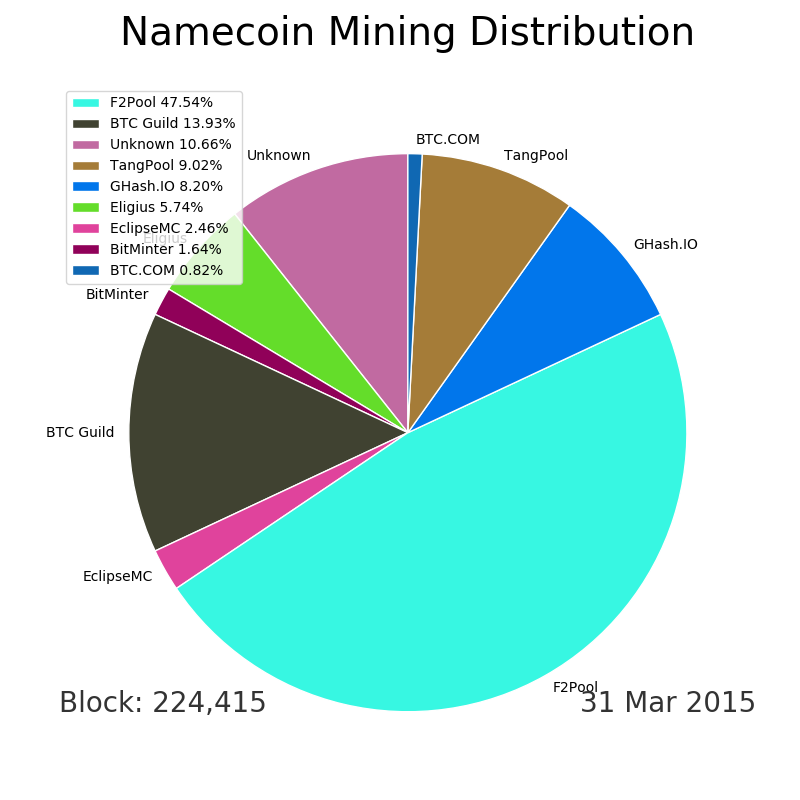 Namecoin Mining Distribution
F2Pool 47.54%
BTC Guild 13.93%
Unknown 10.66%
TangPool 9.02%
GHash.IO 8.20%
Eligius 5.74%
EclipseMC 2.46%
BitMinter 1.64%
BTC.COM 0.82%
BTC.COM
Unknown
TangPool
Eligius
GHash.IO
BitMinter
BTC Guild
EclipseMC
F2Pool
Block: 224,415
31 Mar 2015